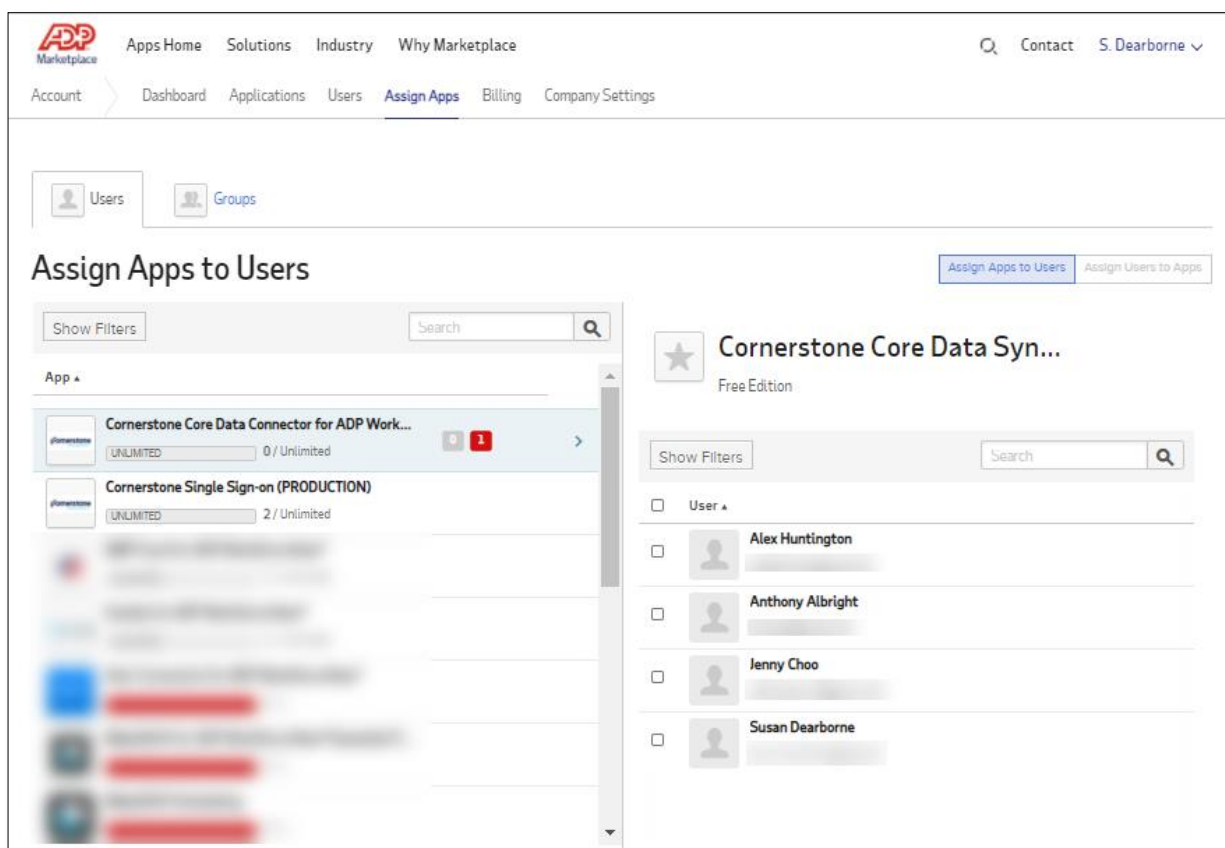 ADP
Marketplace
Apps Home Solutions Industry Why Marketplace
Contact S. Dearborne
Account Dashboard Applications Users Assign Apps Billing Company Settings
Users Groups
Assign Apps to Users
Assign Apps to Users Assign Users to Apps
Show Filters Search
App
Cornerstone Core Data Connector for ADP Work...
UNLIMITED 0 / Unlimited 0 1
Cornerstone Single Sign-on (PRODUCTION)
UNLIMITED 2 / Unlimited
Cornerstone Core Data Syn...
Free Edition
Show Filters Search
User
Alex Huntington
Anthony Albright
Jenny Choo
Susan Dearborne